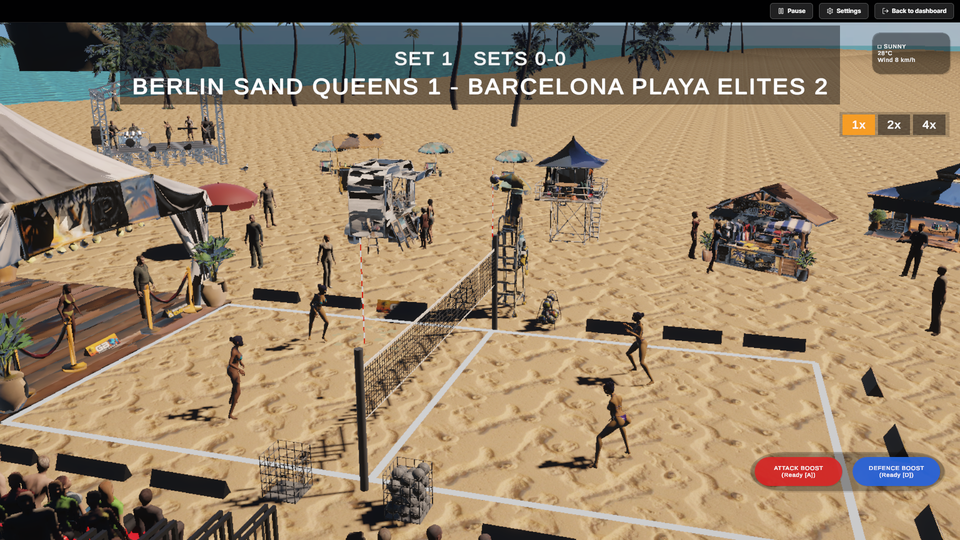 Pause
Settings
Back to dashboard
SET 1 SETS 0-0
BERLIN SAND QUEENS 1 - BARCELONA PLAYA ELITES 2
SUNNY
28°C
Wind 8 km/h
1x 2x 4x
ATTACK BOOST
(Ready [A])
DEFENCE BOOST
(Ready [D])